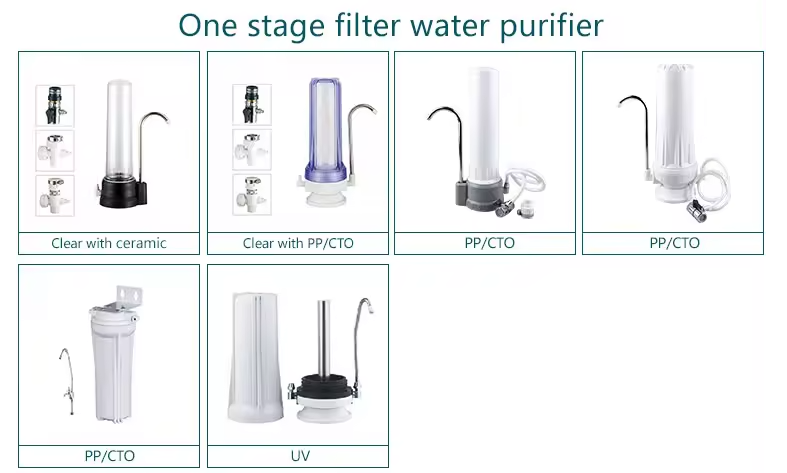 One stage filter water purifier
Clear with ceramic
Clear with PP/CTO
PP/CTO
PP/CTO
PP/CTO
UV